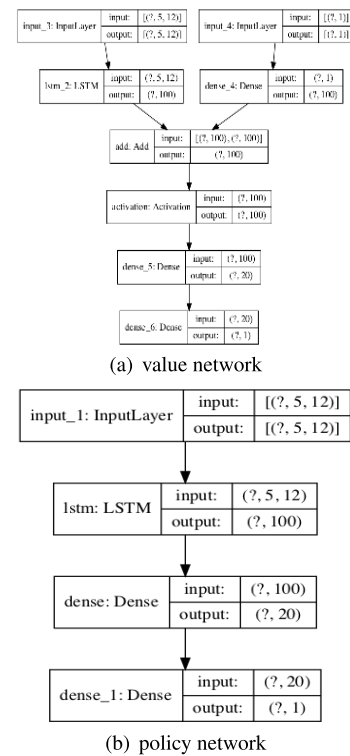 input_3: InputLayer input: [(?, 5, 12)] output: [(?, 5, 12)]
input_4: InputLayer input: [(?, 1)] output: [(?, 1)]
lstm_2: LSTM input: (?, 5, 12) output: (?, 100)
dense_4: Dense input: (?, 1) output: (?, 100)
add: Add input: [(?, 100), (?, 100)] output: (?, 100)
activation: Activation input: (?, 100) output: (?, 100)
dense_5: Dense input: (?, 100) output: (?, 20)
dense_6: Dense input: (?, 20) output: (?, 1)
(a) value network
input_1: InputLayer input: [(?, 5, 12)] output: [(?, 5, 12)]
lstm: LSTM input: (?, 5, 12) output: (?, 100)
dense: Dense input: (?, 100) output: (?, 20)
dense_1: Dense input: (?, 20) output: (?, 1)
(b) policy network